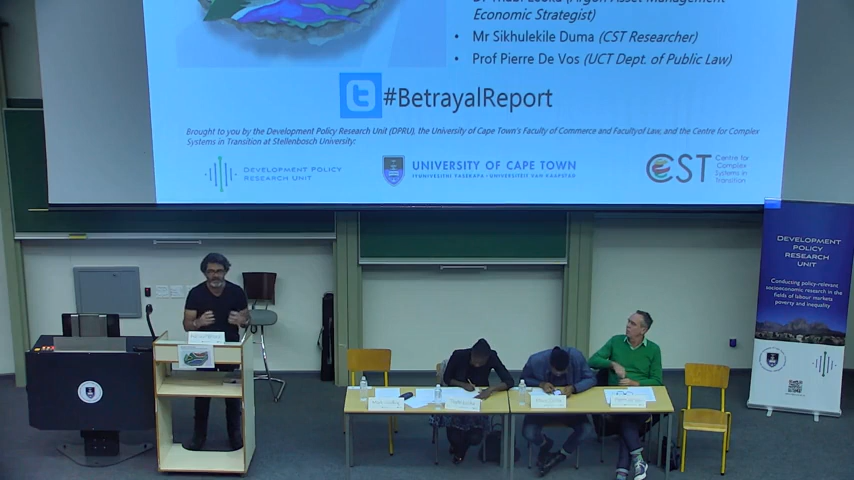 Economic Strategist)
• Mr Sikhulekile Duma (CST Researcher)
• Prof Pierre De Vos (UCT Dept. of Public Law)
#BetrayalReport
Brought to you by the Development Policy Research Unit (DPRU), the University of Cape Town's Faculty of Commerce and Facultyof Law, and the Centre for Complex
Systems in Transition at Stellenbosch University:
DEVELOPMENT POLICY
RESEARCH UNIT
UNIVERSITY OF CAPE TOWN
IYUNIVESITHI YASEKAPA • UNIVERSITEIT VAN KAAPSTAD
CST
Centre for
Complex
Systems in
Transition
DEVELOPMENT
POLICY
RESEARCH
UNIT
Conducting policy-relevant
socioeconomic research in the
fields of labour markets
poverty and inequality